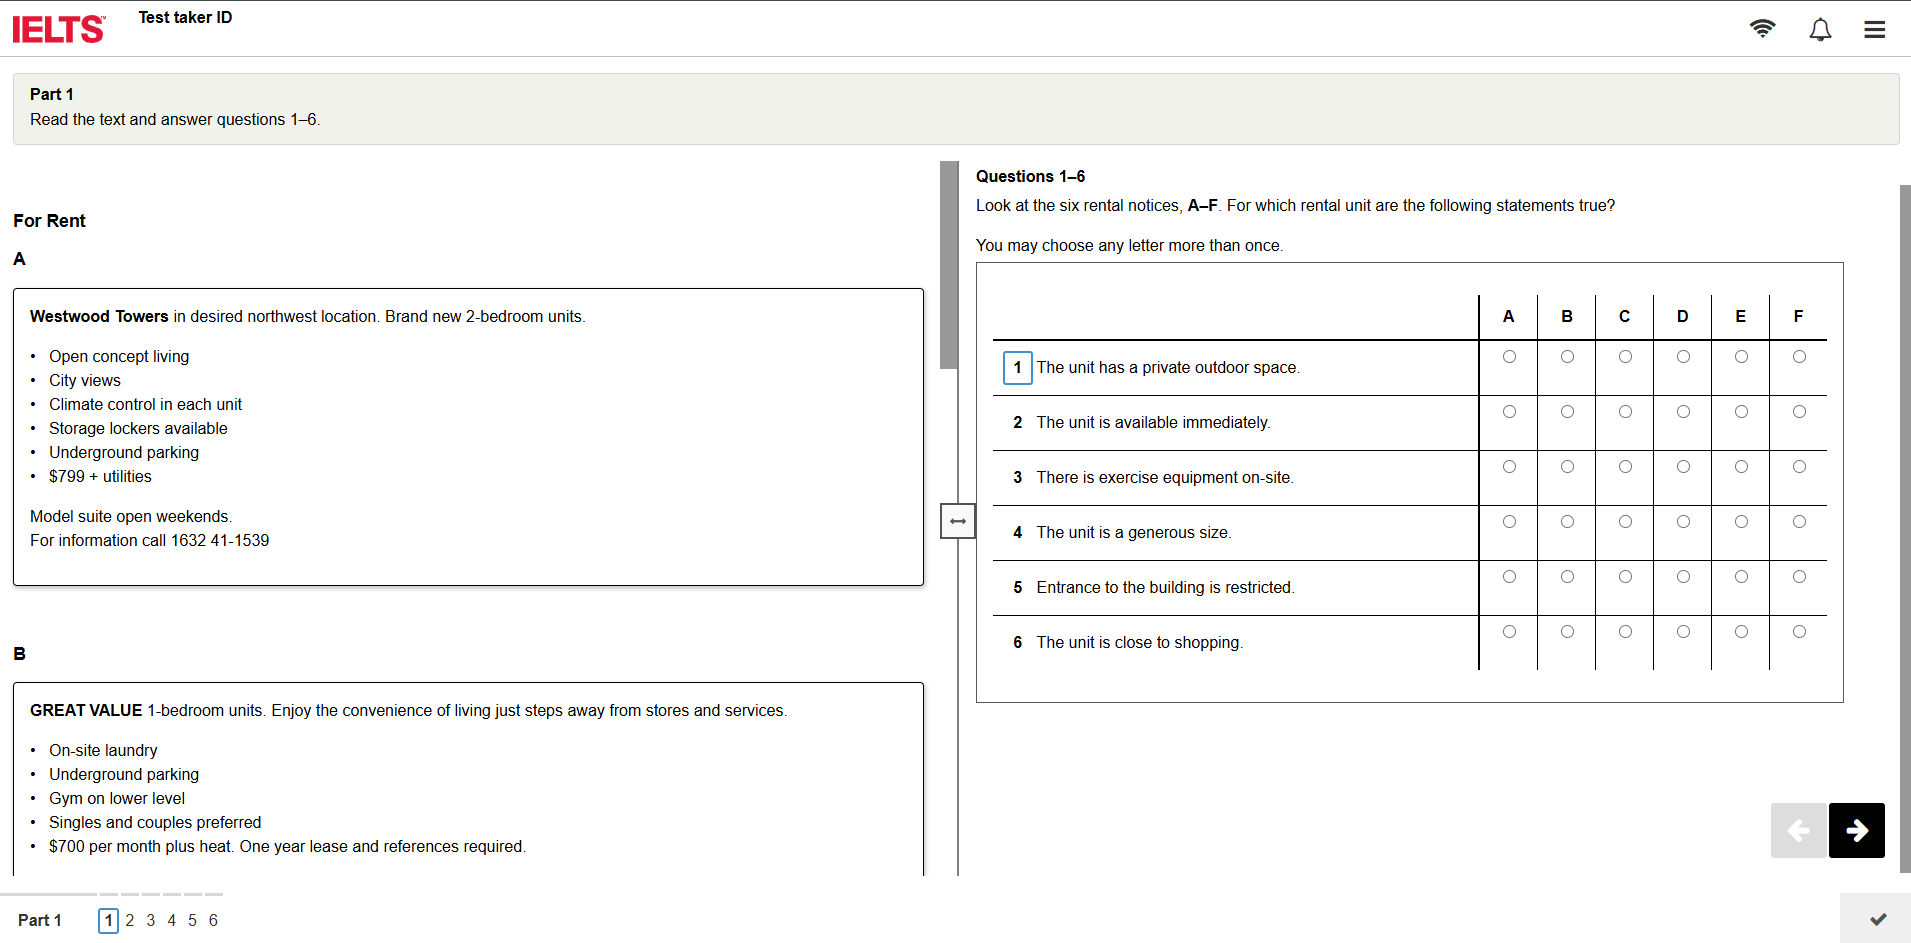 IELTS™
Test taker ID
Part 1
Read the text and answer questions 1–6.
For Rent
A
Westwood Towers in desired northwest location. Brand new 2-bedroom units.
• Open concept living
• City views
• Climate control in each unit
• Storage lockers available
• Underground parking
• $799 + utilities
Model suite open weekends.
For information call 1632 41-1539
B
GREAT VALUE 1-bedroom units. Enjoy the convenience of living just steps away from stores and services.
• On-site laundry
• Underground parking
• Gym on lower level
• Singles and couples preferred
• $700 per month plus heat. One year lease and references required.
Questions 1–6
Look at the six rental notices, A–F. For which rental unit are the following statements true?
You may choose any letter more than once.
A B C D E F
1 The unit has a private outdoor space.
2 The unit is available immediately.
3 There is exercise equipment on-site.
4 The unit is a generous size.
5 Entrance to the building is restricted.
6 The unit is close to shopping.
Part 1 1 2 3 4 5 6